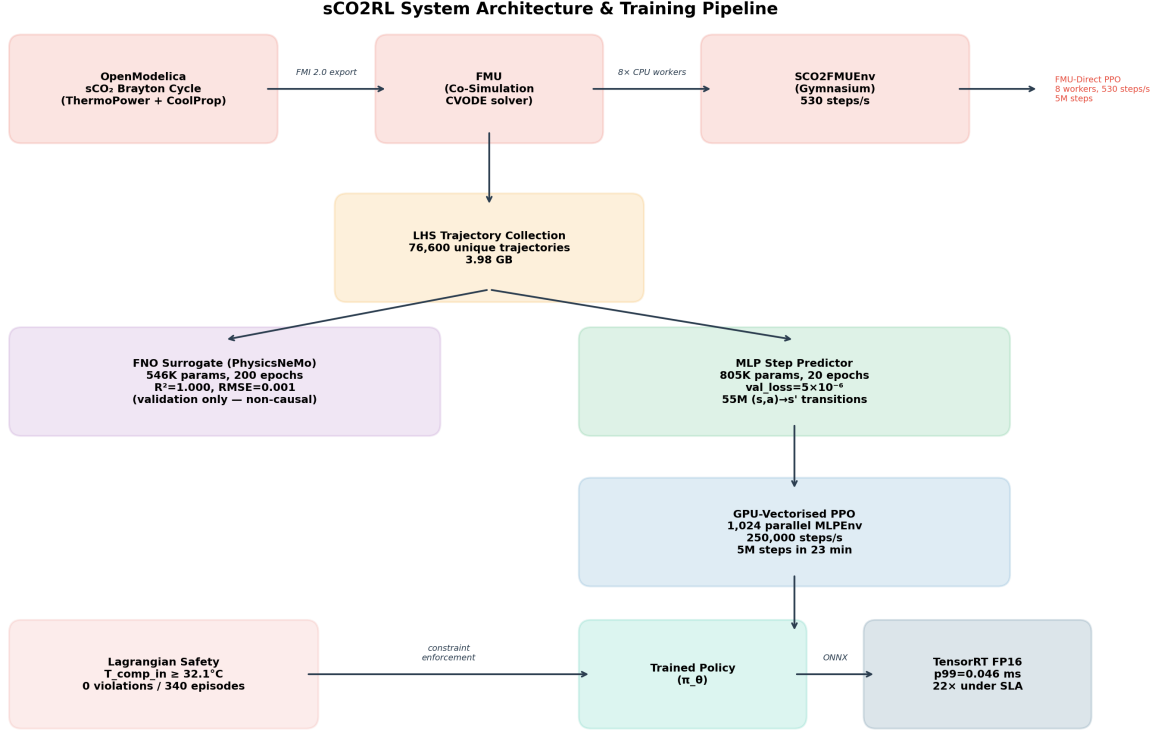 sCO2RL System Architecture & Training Pipeline
OpenModelica
sCO₂ Brayton Cycle
(ThermoPower + CoolProp)
FMI 2.0 export
FMU
(Co-Simulation
CVODE solver)
8× CPU workers
SCO2FMUEnv
(Gymnasium)
530 steps/s
FMU-Direct PPO
8 workers, 530 steps/s
5M steps
LHS Trajectory Collection
76,600 unique trajectories
3.98 GB
FNO Surrogate (PhysicsNeMo)
546K params, 200 epochs
R²=1.000, RMSE=0.001
(validation only — non-causal)
MLP Step Predictor
805K params, 20 epochs
val_loss=5×10⁻⁶
55M (s,a)→s' transitions
GPU-Vectorised PPO
1,024 parallel MLPEnv
250,000 steps/s
5M steps in 23 min
Lagrangian Safety
T_comp_in ≥ 32.1°C
0 violations / 340 episodes
constraint
enforcement
Trained Policy
(π_θ)
ONNX
TensorRT FP16
p99=0.046 ms
22× under SLA